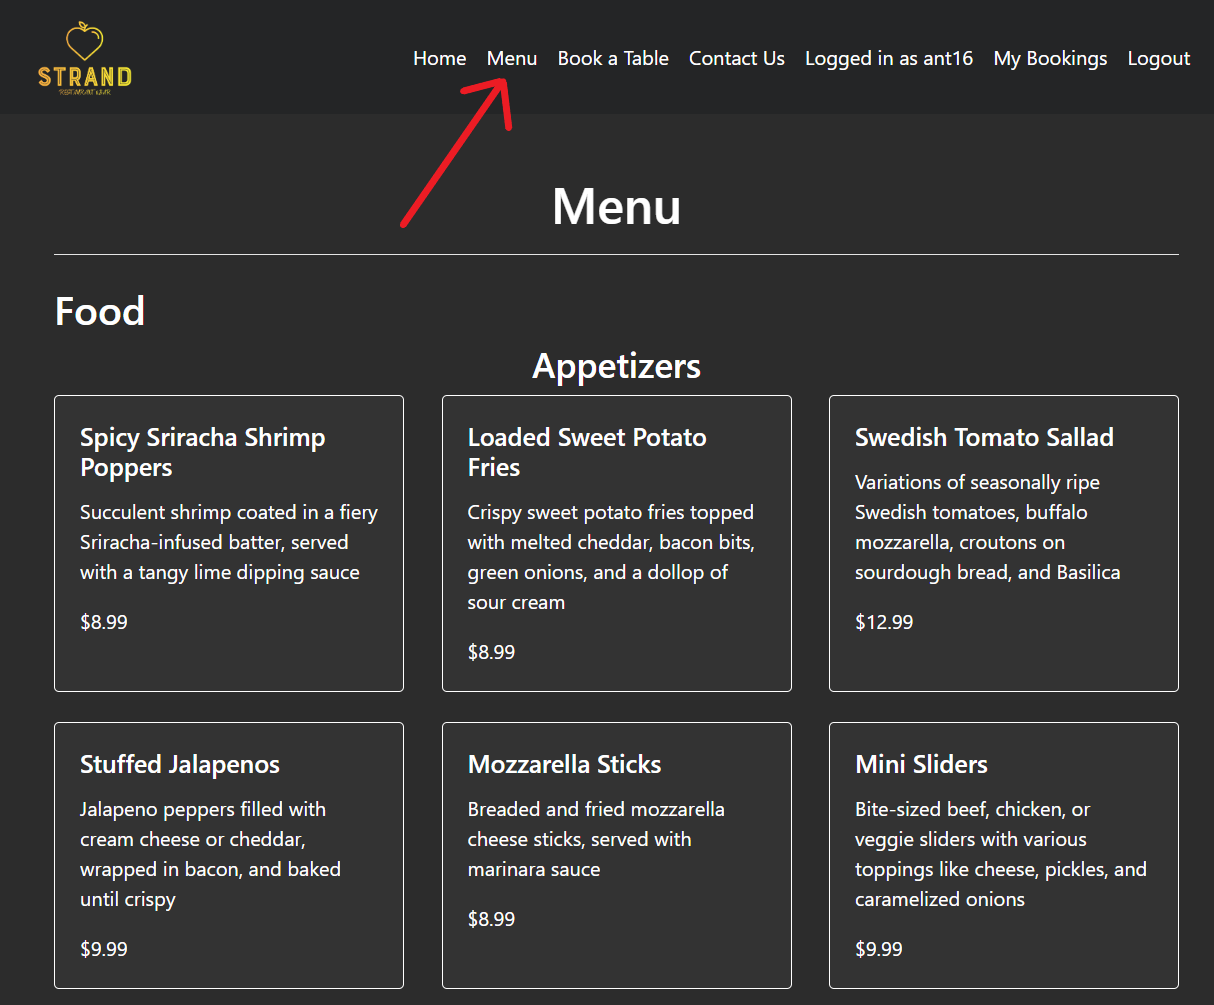 STRAND
Home Menu Book a Table Contact Us Logged in as ant16 My Bookings Logout
Menu
Food
Appetizers
Spicy Sriracha Shrimp
Poppers
Succulent shrimp coated in a fiery
Sriracha-infused batter, served
with a tangy lime dipping sauce
$8.99
Loaded Sweet Potato
Fries
Crispy sweet potato fries topped
with melted cheddar, bacon bits,
green onions, and a dollop of
sour cream
$8.99
Swedish Tomato Sallad
Variations of seasonally ripe
Swedish tomatoes, buffalo
mozzarella, croutons on
sourdough bread, and Basilica
$12.99
Stuffed Jalapenos
Jalapeno peppers filled with
cream cheese or cheddar,
wrapped in bacon, and baked
until crispy
$9.99
Mozzarella Sticks
Breaded and fried mozzarella
cheese sticks, served with
marinara sauce
$8.99
Mini Sliders
Bite-sized beef, chicken, or
veggie sliders with various
toppings like cheese, pickles, and
caramelized onions
$9.99